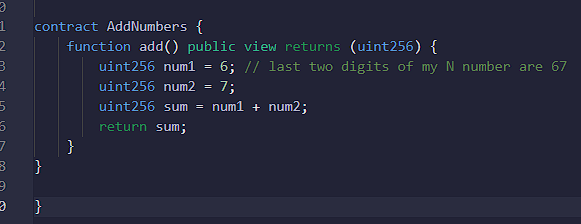 0
1 contract AddNumbers {
2     function add() public view returns (uint256) {
3         uint256 num1 = 6; // last two digits of my N number are 67
4         uint256 num2 = 7;
5         uint256 sum = num1 + num2;
6         return sum;
7     }
8 }
9
0 }